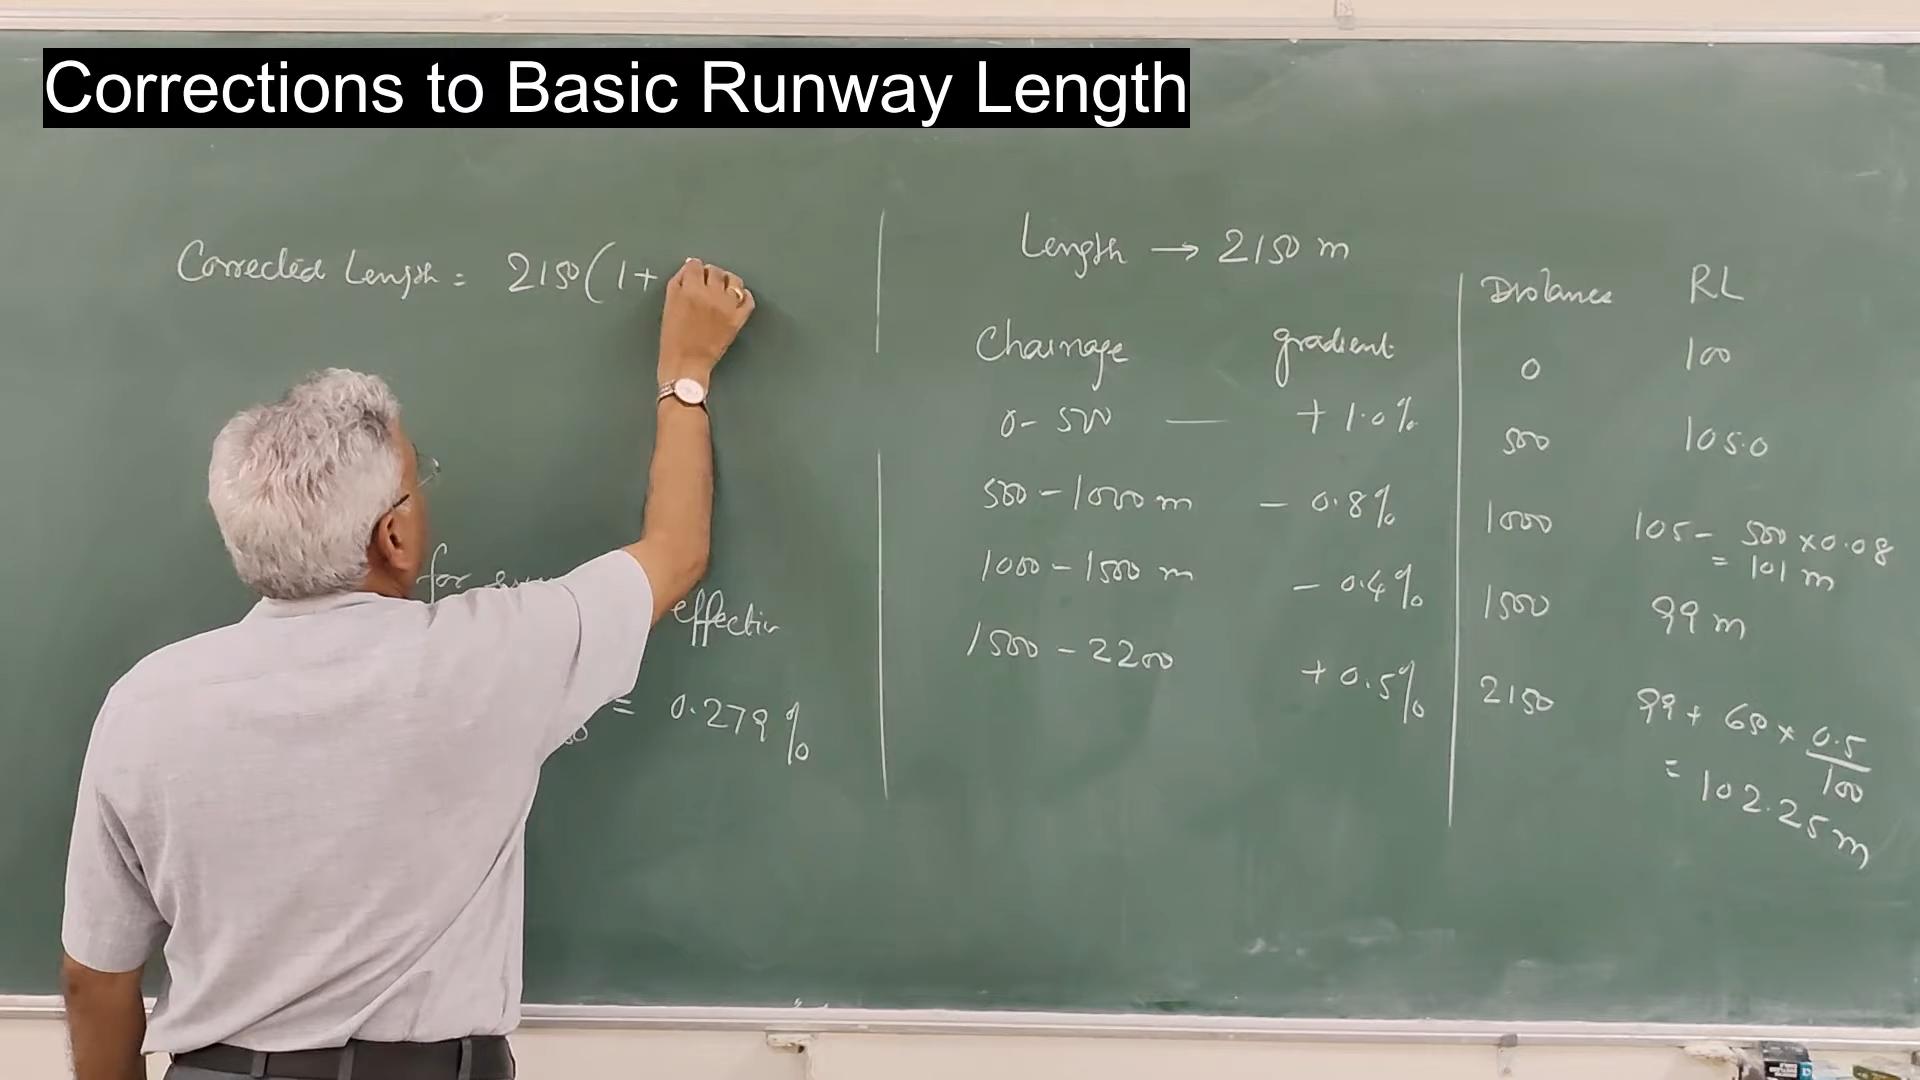 Corrections to Basic Runway Length
Corrected Length = 2150 ( 1 +
for
effective
= 0.279 %
Length → 2150 m
Chainage gradient
0 - 500 — + 1.0%
500 - 1000 m - 0.8%
1000 - 1500 m - 0.4%
1500 - 2200 + 0.5%
Distance RL
0 100
500 105.0
1000 105 - 500 x 0.08
= 101 m
1500 99 m
2150 99 + 650 x 0.5/100
= 102.25 m